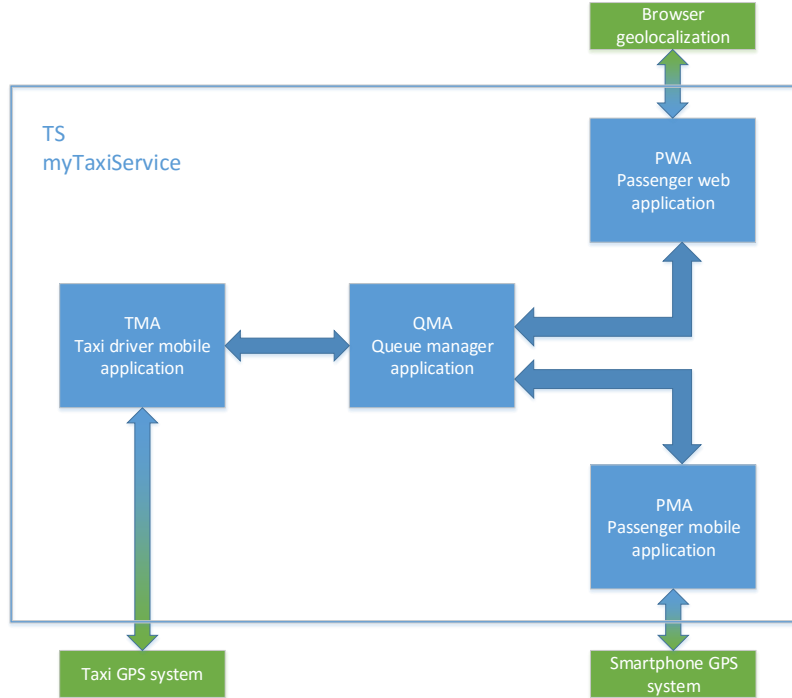 Browser
geolocalization
TS
myTaxiService
PWA
Passenger web
application
TMA
Taxi driver mobile
application
QMA
Queue manager
application
PMA
Passenger mobile
application
Taxi GPS system
Smartphone GPS
system